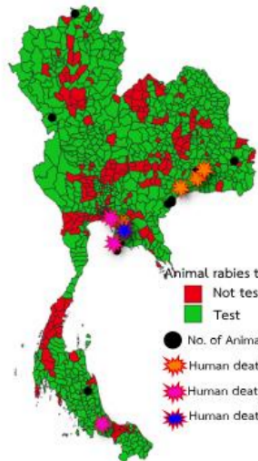 Animal rabies t
Not tes
Test
No. of Anima
Human deat
Human deat
Human deat